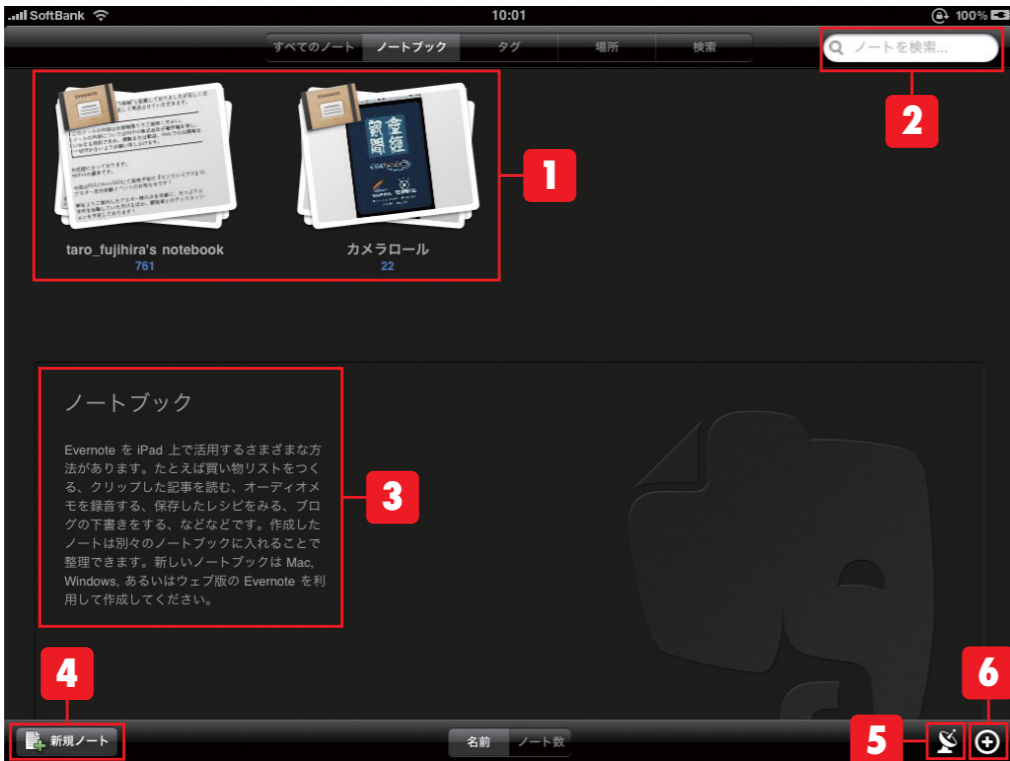 SoftBank 10:01 100%
すべてのノート ノートブック タグ 場所 検索 ノートを検索...
2
1
EVERNOTE
EVERNOTE
taro_fujihira's notebook カメラロール
761 22
ノートブック
Evernote を iPad 上で活用するさまざまな方
法があります。たとえば買い物リストをつく
る、クリップした記事を読む、オーディオメ
モを録音する、保存したレシピをみる、ブロ
グの下書きをする、などなどです。作成した
ノートは別々のノートブックに入れることで
整理できます。新しいノートブックは Mac,
Windows, あるいはウェブ版の Evernote を利
用して作成してください。
3
4
6
新規ノート 名前 ノート数 5